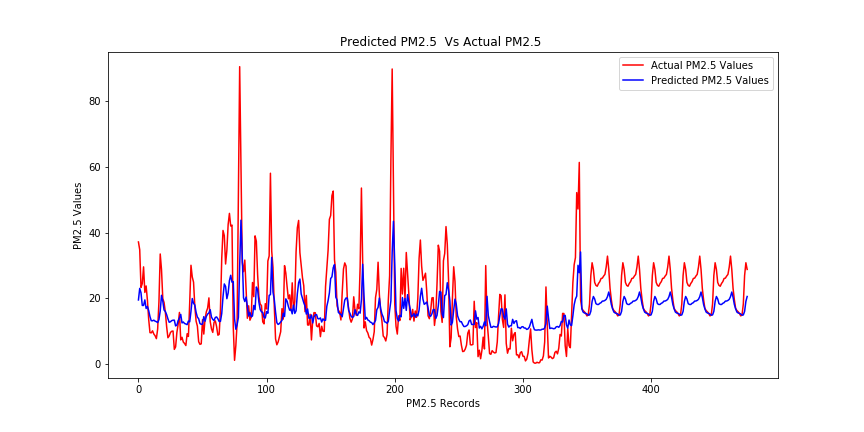 Predicted PM2.5  Vs Actual PM2.5
Actual PM2.5 Values
Predicted PM2.5 Values
80
60
40
20
0
PM2.5 Values
0 100 200 300 400
PM2.5 Records